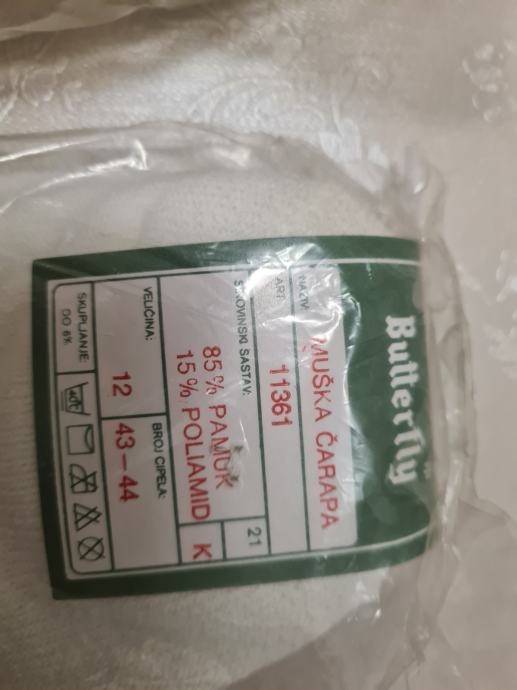 Butterfly
NAZIV:
MUŠKA ČARAPA
ART.
11361
21
SIROVINSKI SASTAV:
85% PAMUK
15% POLIAMID
K
VELIČINA:
12
BROJ CIPELA:
43-44
SKUPLJANJE
DO 6%
40°